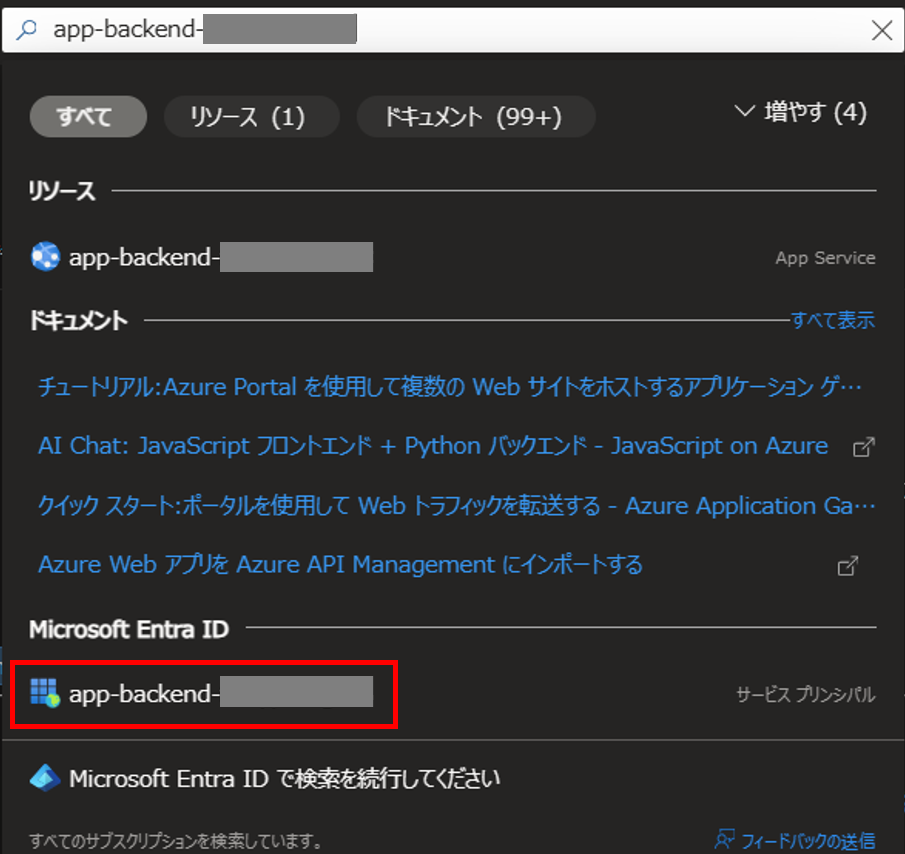 app-backend-
すべて リソース (1) ドキュメント (99+) 増やす (4)
リソース
app-backend- App Service
ドキュメント すべて表示
チュートリアル:Azure Portal を使用して複数の Web サイトをホストするアプリケーション ゲ…
AI Chat: JavaScript フロントエンド + Python バックエンド - JavaScript on Azure
クイック スタート:ポータルを使用して Web トラフィックを転送する - Azure Application Ga…
Azure Web アプリを Azure API Management にインポートする
Microsoft Entra ID
app-backend- サービス プリンシパル
Microsoft Entra ID で検索を続行してください
すべてのサブスクリプションを検索しています。 フィードバックの送信